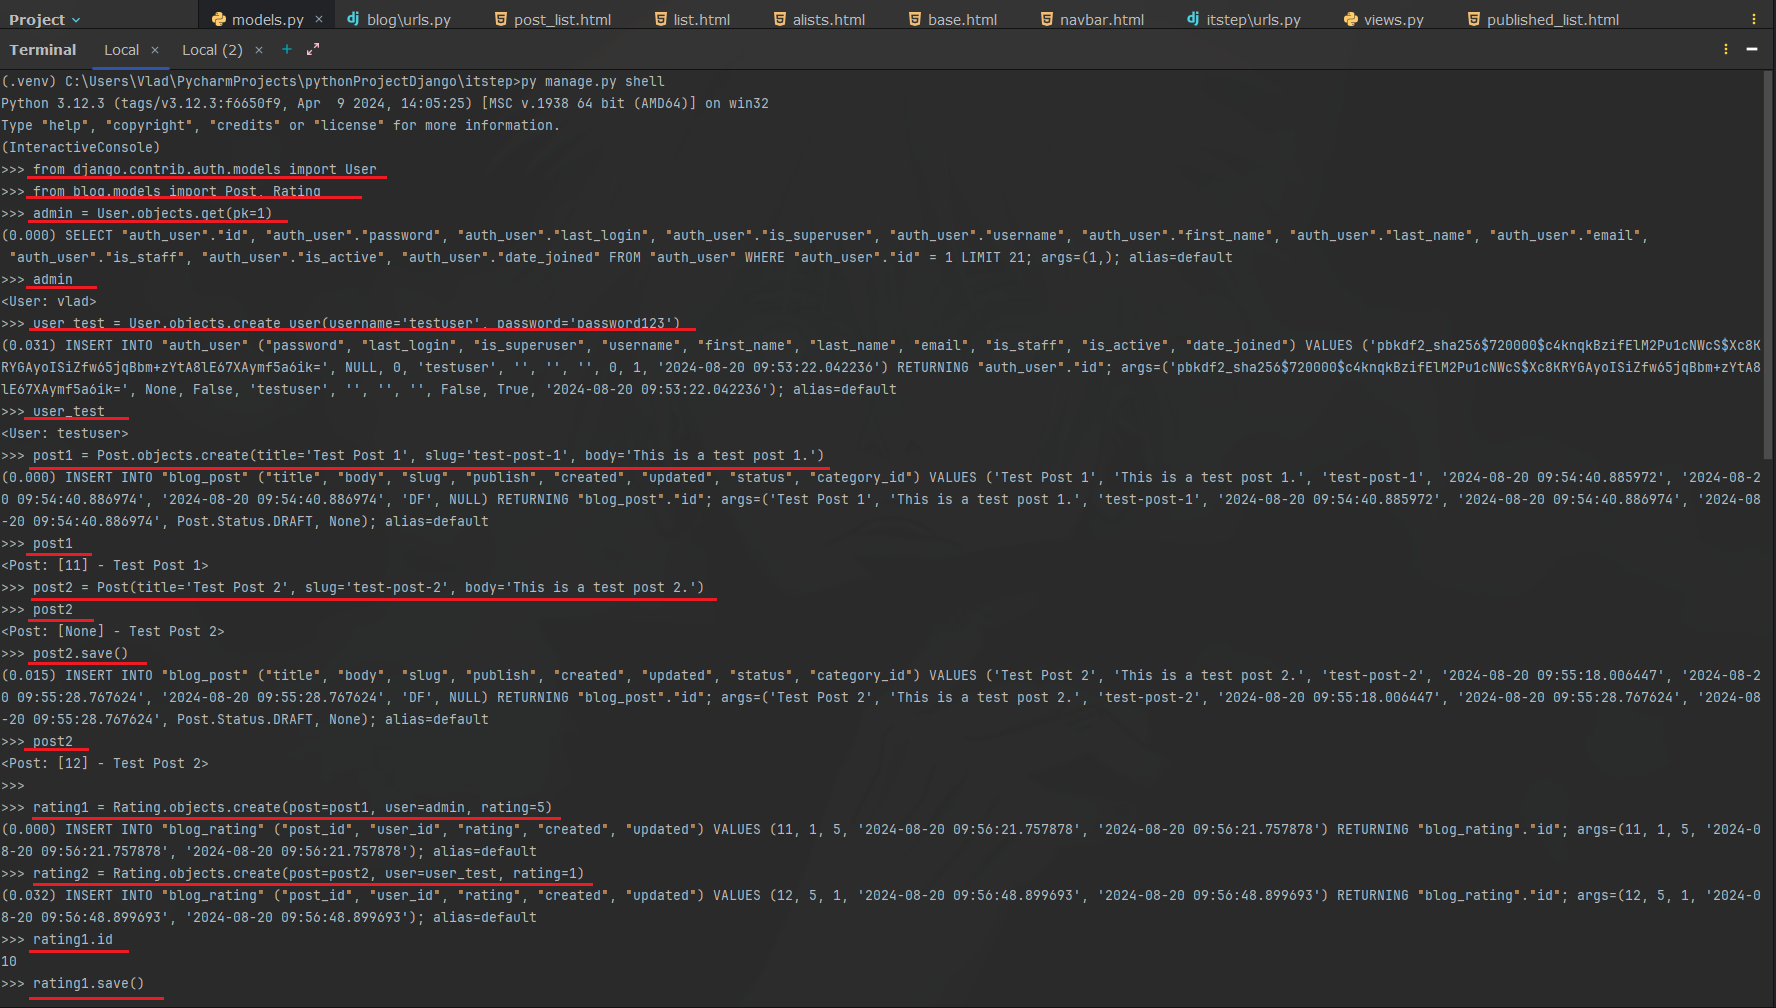 Project models.py × blog\urls.py post_list.html list.html alists.html base.html navbar.html itstep\urls.py views.py published_list.html
Terminal Local × Local (2) × +
(.venv) C:\Users\Vlad\PycharmProjects\pythonProjectDjango\itstep>py manage.py shell
Python 3.12.3 (tags/v3.12.3:f6650f9, Apr  9 2024, 14:05:25) [MSC v.1938 64 bit (AMD64)] on win32
Type "help", "copyright", "credits" or "license" for more information.
(InteractiveConsole)
>>> from django.contrib.auth.models import User
>>> from blog.models import Post, Rating
>>> admin = User.objects.get(pk=1)
(0.000) SELECT "auth_user"."id", "auth_user"."password", "auth_user"."last_login", "auth_user"."is_superuser", "auth_user"."username", "auth_user"."first_name", "auth_user"."last_name", "auth_user"."email",
 "auth_user"."is_staff", "auth_user"."is_active", "auth_user"."date_joined" FROM "auth_user" WHERE "auth_user"."id" = 1 LIMIT 21; args=(1,); alias=default
>>> admin
<User: vlad>
>>> user_test = User.objects.create_user(username='testuser', password='password123')
(0.031) INSERT INTO "auth_user" ("password", "last_login", "is_superuser", "username", "first_name", "last_name", "email", "is_staff", "is_active", "date_joined") VALUES ('pbkdf2_sha256$720000$c4knqkBzifElM2Pu1cNWcS$Xc8K
RYGAyoISiZfw65jqBbm+zYtA8lE67XAymf5a6ik=', NULL, 0, 'testuser', '', '', '', 0, 1, '2024-08-20 09:53:22.042236') RETURNING "auth_user"."id"; args=('pbkdf2_sha256$720000$c4knqkBzifElM2Pu1cNWcS$Xc8KRYGAyoISiZfw65jqBbm+zYtA8
lE67XAymf5a6ik=', None, False, 'testuser', '', '', '', False, True, '2024-08-20 09:53:22.042236'); alias=default
>>> user_test
<User: testuser>
>>> post1 = Post.objects.create(title='Test Post 1', slug='test-post-1', body='This is a test post 1.')
(0.000) INSERT INTO "blog_post" ("title", "body", "slug", "publish", "created", "updated", "status", "category_id") VALUES ('Test Post 1', 'This is a test post 1.', 'test-post-1', '2024-08-20 09:54:40.885972', '2024-08-2
0 09:54:40.886974', '2024-08-20 09:54:40.886974', 'DF', NULL) RETURNING "blog_post"."id"; args=('Test Post 1', 'This is a test post 1.', 'test-post-1', '2024-08-20 09:54:40.885972', '2024-08-20 09:54:40.886974', '2024-08
-20 09:54:40.886974', Post.Status.DRAFT, None); alias=default
>>> post1
<Post: [11] - Test Post 1>
>>> post2 = Post(title='Test Post 2', slug='test-post-2', body='This is a test post 2.')
>>> post2
<Post: [None] - Test Post 2>
>>> post2.save()
(0.015) INSERT INTO "blog_post" ("title", "body", "slug", "publish", "created", "updated", "status", "category_id") VALUES ('Test Post 2', 'This is a test post 2.', 'test-post-2', '2024-08-20 09:55:18.006447', '2024-08-2
0 09:55:28.767624', '2024-08-20 09:55:28.767624', 'DF', NULL) RETURNING "blog_post"."id"; args=('Test Post 2', 'This is a test post 2.', 'test-post-2', '2024-08-20 09:55:18.006447', '2024-08-20 09:55:28.767624', '2024-08
-20 09:55:28.767624', Post.Status.DRAFT, None); alias=default
>>> post2
<Post: [12] - Test Post 2>
>>>
>>> rating1 = Rating.objects.create(post=post1, user=admin, rating=5)
(0.000) INSERT INTO "blog_rating" ("post_id", "user_id", "rating", "created", "updated") VALUES (11, 1, 5, '2024-08-20 09:56:21.757878', '2024-08-20 09:56:21.757878') RETURNING "blog_rating"."id"; args=(11, 1, 5, '2024-0
8-20 09:56:21.757878', '2024-08-20 09:56:21.757878'); alias=default
>>> rating2 = Rating.objects.create(post=post2, user=user_test, rating=1)
(0.032) INSERT INTO "blog_rating" ("post_id", "user_id", "rating", "created", "updated") VALUES (12, 5, 1, '2024-08-20 09:56:48.899693', '2024-08-20 09:56:48.899693') RETURNING "blog_rating"."id"; args=(12, 5, 1, '2024-0
8-20 09:56:48.899693', '2024-08-20 09:56:48.899693'); alias=default
>>> rating1.id
10
>>> rating1.save()